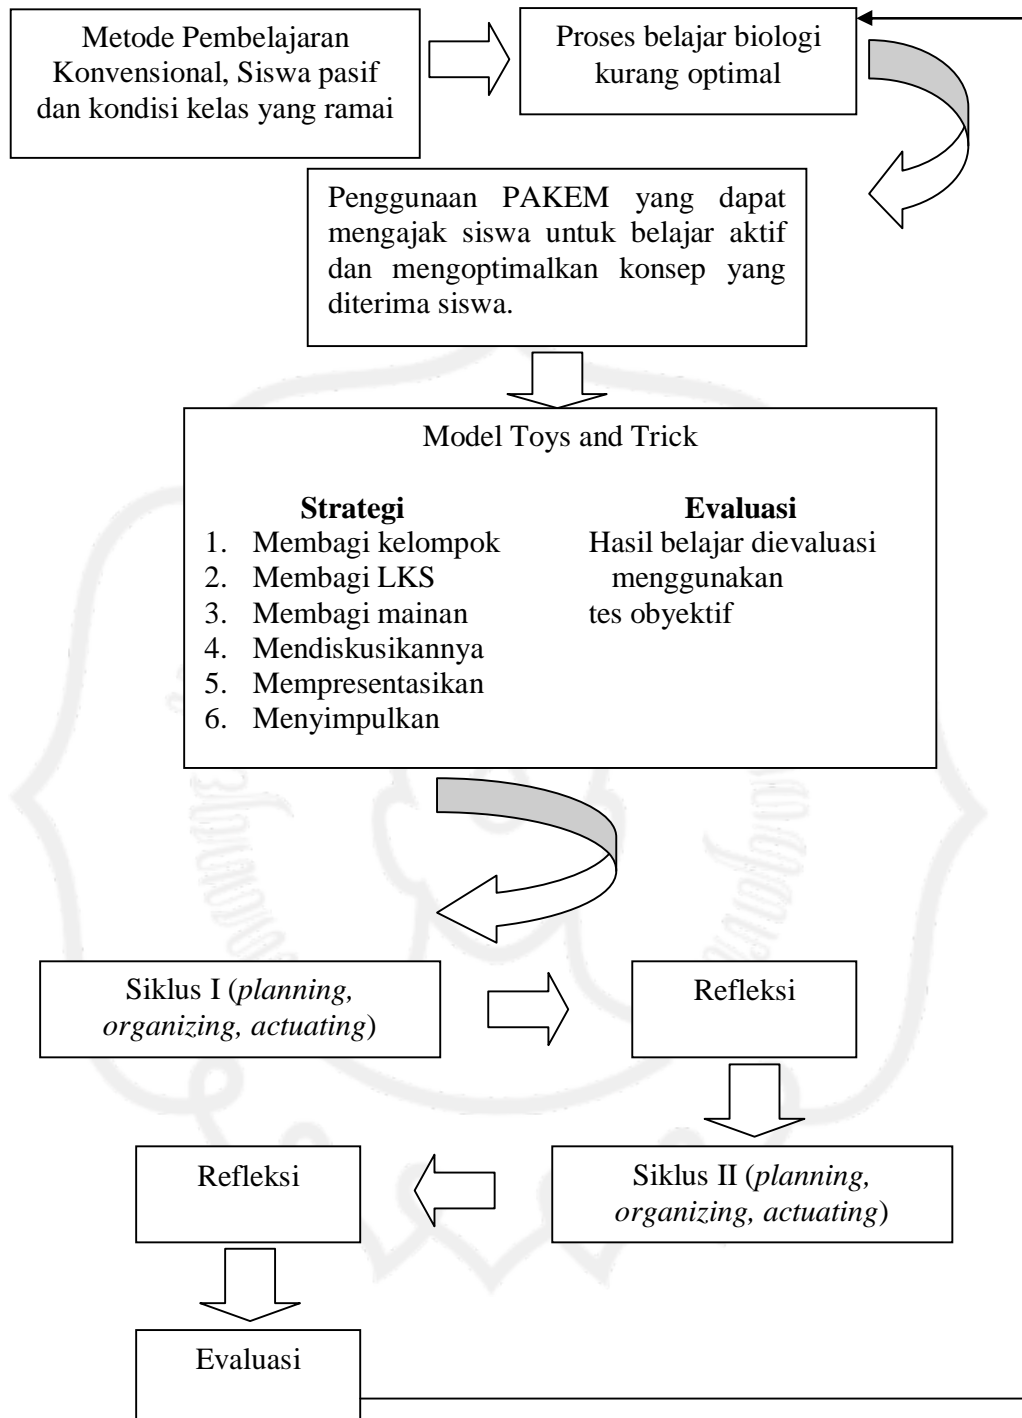 Metode Pembelajaran
Konvensional, Siswa pasif
dan kondisi kelas yang ramai
Proses belajar biologi
kurang optimal
Penggunaan PAKEM yang dapat
mengajak siswa untuk belajar aktif
dan mengoptimalkan konsep yang
diterima siswa.
Model Toys and Trick
Strategi
1. Membagi kelompok
2. Membagi LKS
3. Membagi mainan
4. Mendiskusikannya
5. Mempresentasikan
6. Menyimpulkan
Evaluasi
Hasil belajar dievaluasi
menggunakan
tes obyektif
Siklus I (planning,
organizing, actuating)
Refleksi
Siklus II (planning,
organizing, actuating)
Refleksi
Evaluasi